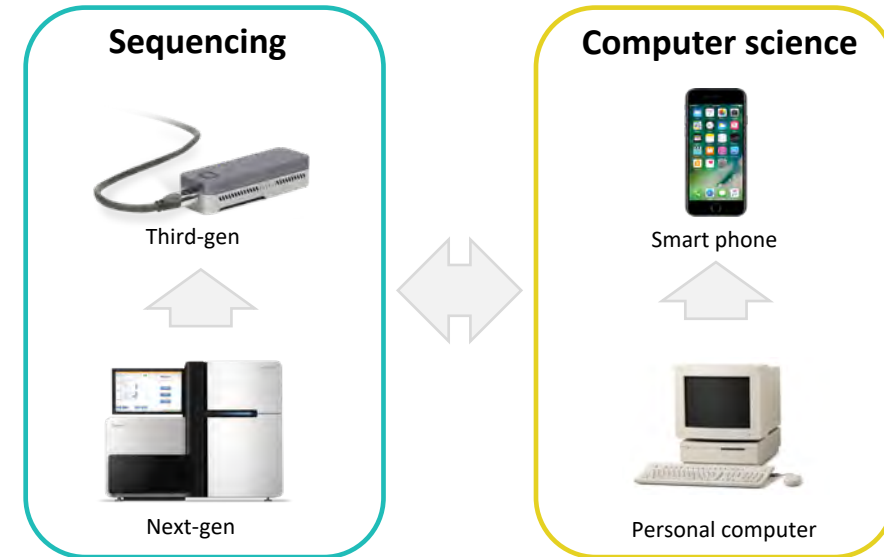 Sequencing
Third-gen
Next-gen
Computer science
Smart phone
Personal computer